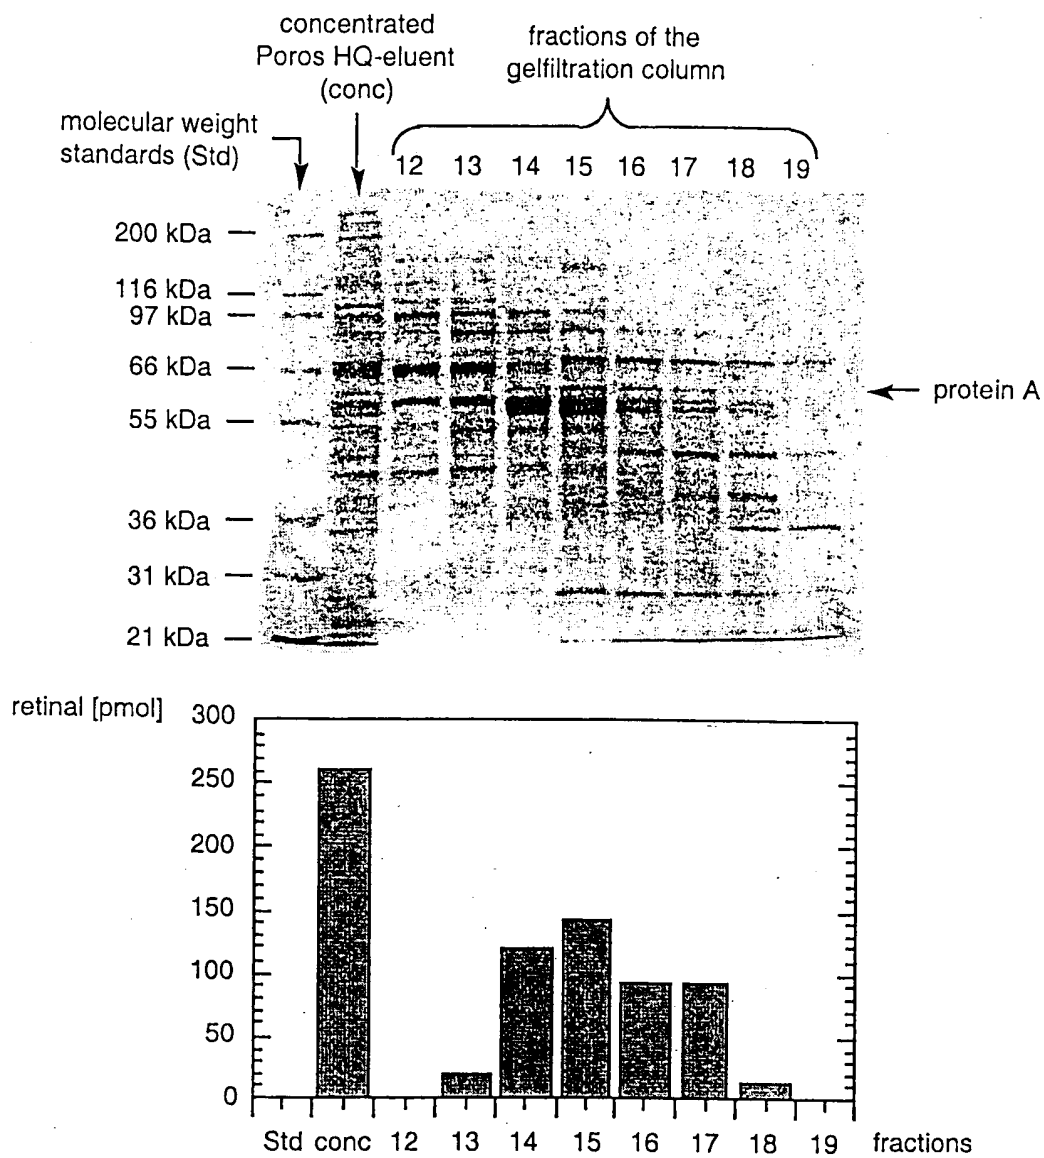 concentrated
Poros HQ-eluent
(conc)
fractions of the
gelfiltration column
molecular weight
standards (Std)
12 13 14 15 16 17 18 19
200 kDa
116 kDa
97 kDa
66 kDa
55 kDa
36 kDa
31 kDa
21 kDa
protein A
retinal [pmol]
300
250
200
150
100
50
0
Std conc 12 13 14 15 16 17 18 19 fractions